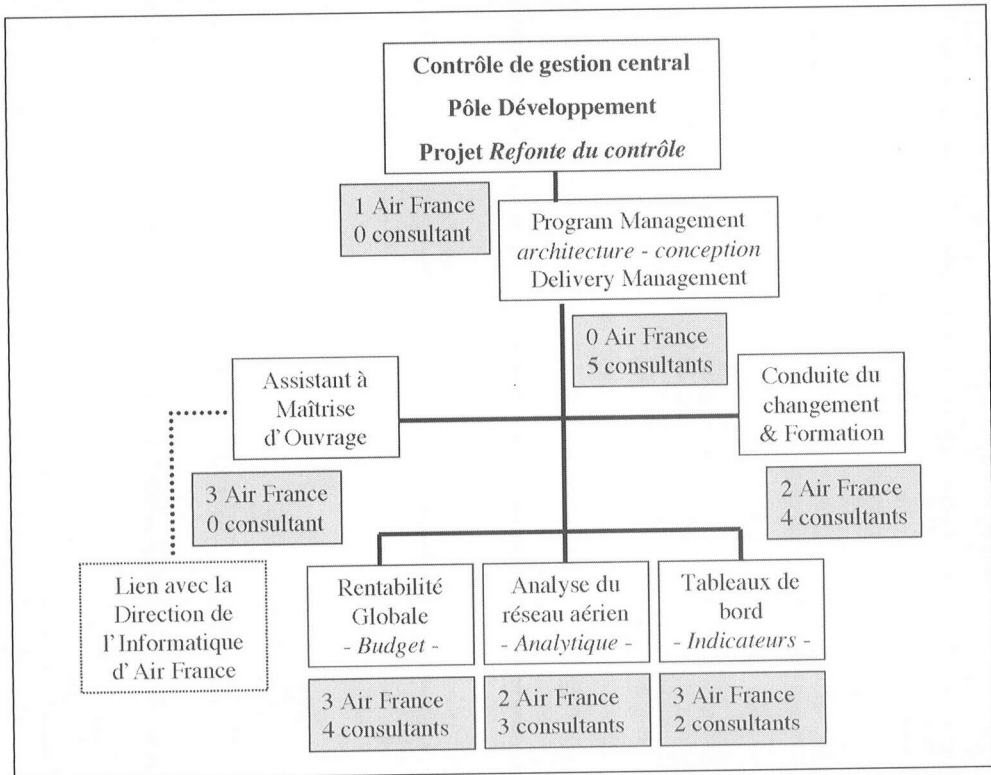 Contrôle de gestion central
Pôle Développement
Projet Refonte du contrôle
1 Air France
0 consultant
Program Management
architecture - conception
Delivery Management
0 Air France
5 consultants
Assistant à
Maîtrise
d'Ouvrage
Conduite du
changement
& Formation
3 Air France
0 consultant
2 Air France
4 consultants
Lien avec la
Direction de
l'Informatique
d'Air France
Rentabilité
Globale
- Budget -
Analyse du
réseau aérien
- Analytique -
Tableaux de
bord
- Indicateurs -
3 Air France
4 consultants
2 Air France
3 consultants
3 Air France
2 consultants